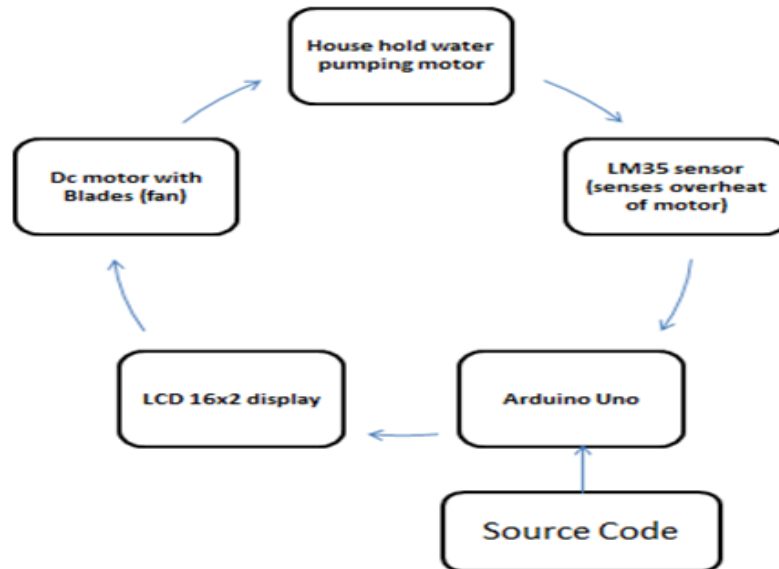 House hold water
pumping motor
Dc motor with
Blades (fan)
LM35 sensor
(senses overheat
of motor)
LCD 16x2 display
Arduino Uno
Source Code